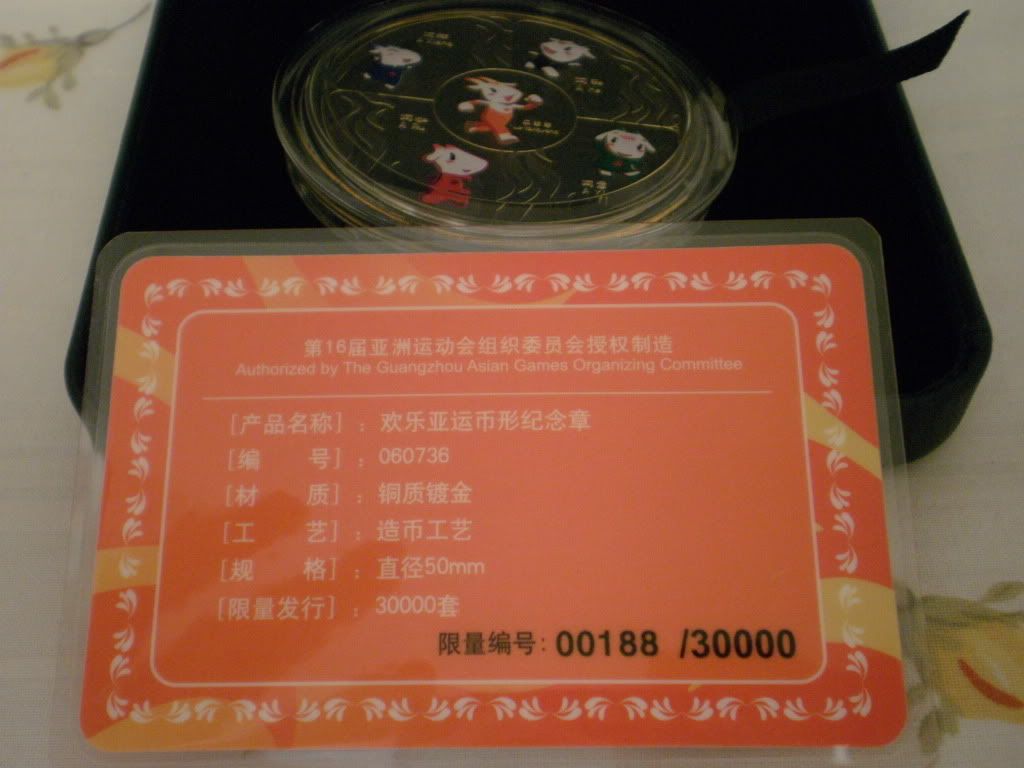 第16届亚洲运动会组织委员会授权制造
Authorized by The Guangzhou Asian Games Organizing Committee
[产品名称]：欢乐亚运币形纪念章
[编 号]：060736
[材 质]：铜质镀金
[工 艺]：造币工艺
[规 格]：直径50mm
[限量发行]：30000套
限量编号：00188 /30000